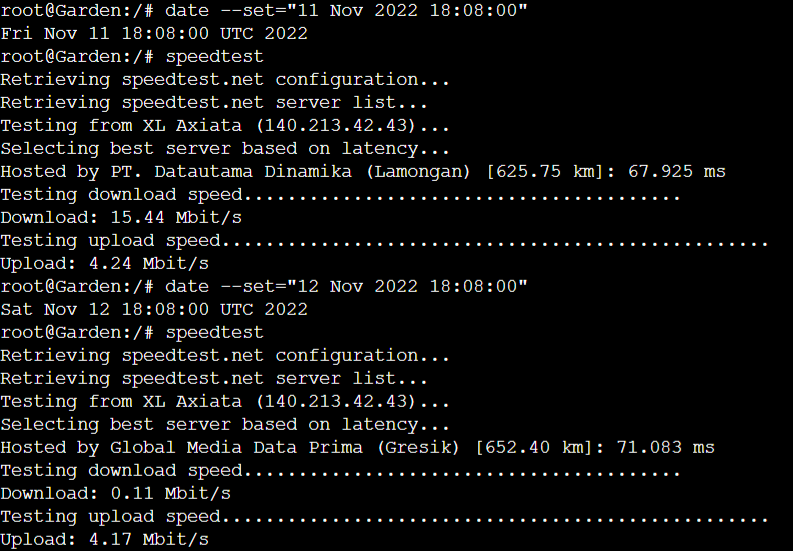 root@Garden:/# date --set="11 Nov 2022 18:08:00"
Fri Nov 11 18:08:00 UTC 2022
root@Garden:/# speedtest
Retrieving speedtest.net configuration...
Retrieving speedtest.net server list...
Testing from XL Axiata (140.213.42.43)...
Selecting best server based on latency...
Hosted by PT. Datautama Dinamika (Lamongan) [625.75 km]: 67.925 ms
Testing download speed........................................
Download: 15.44 Mbit/s
Testing upload speed..................................................
Upload: 4.24 Mbit/s
root@Garden:/# date --set="12 Nov 2022 18:08:00"
Sat Nov 12 18:08:00 UTC 2022
root@Garden:/# speedtest
Retrieving speedtest.net configuration...
Retrieving speedtest.net server list...
Testing from XL Axiata (140.213.42.43)...
Selecting best server based on latency...
Hosted by Global Media Data Prima (Gresik) [652.40 km]: 71.083 ms
Testing download speed........................................
Download: 0.11 Mbit/s
Testing upload speed..................................................
Upload: 4.17 Mbit/s